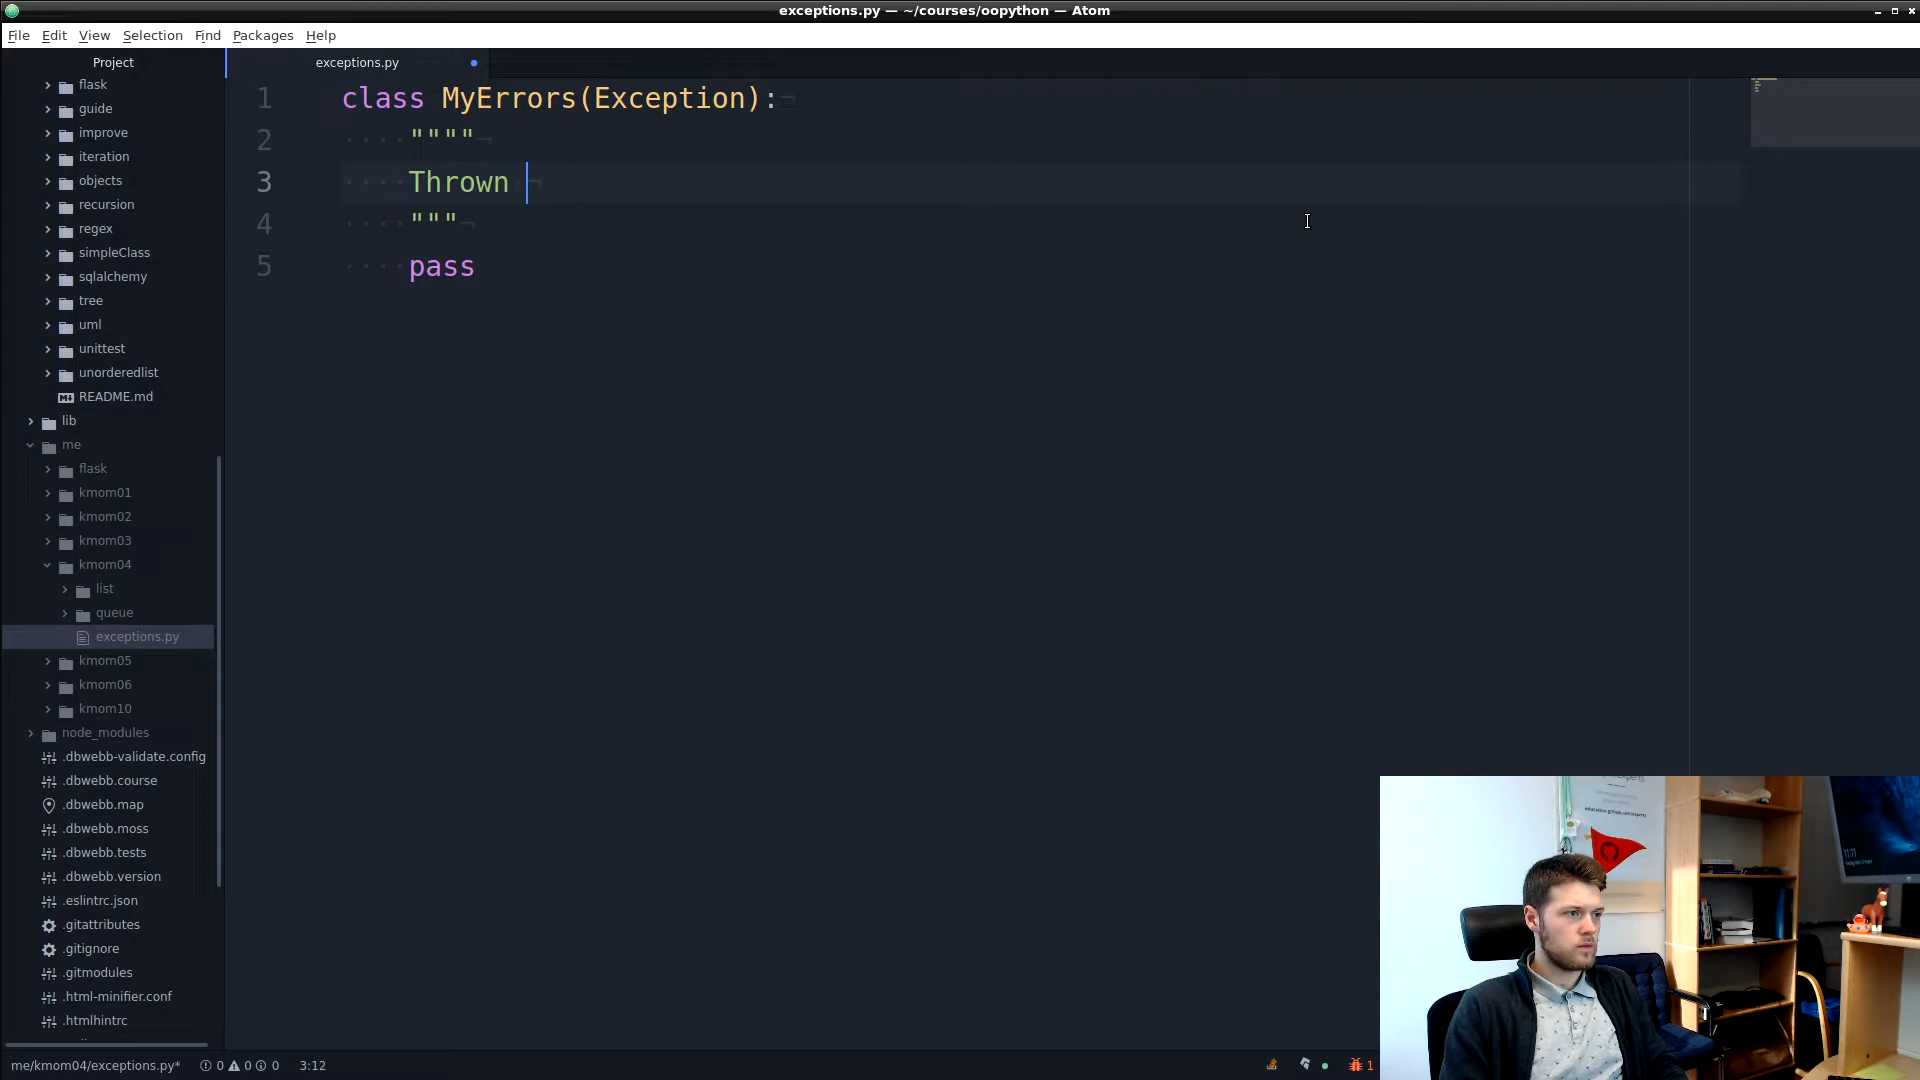 exceptions.py — ~/courses/oopython — Atom
File Edit View Selection Find Packages Help
Project
exceptions.py
flask
guide
improve
iteration
objects
recursion
regex
simpleClass
sqlalchemy
tree
uml
unittest
unorderedlist
README.md
lib
me
flask
kmom01
kmom02
kmom03
kmom04
list
queue
exceptions.py
kmom05
kmom06
kmom10
node_modules
.dbwebb-validate.config
.dbwebb.course
.dbwebb.map
.dbwebb.moss
.dbwebb.tests
.dbwebb.version
.eslintrc.json
.gitattributes
.gitignore
.gitmodules
.html-minifier.conf
.htmlhintrc
1 class MyErrors(Exception):
2 """"
3 Thrown
4 """
5 pass
me/kmom04/exceptions.py* 0 0 0 3:12
1
11:11